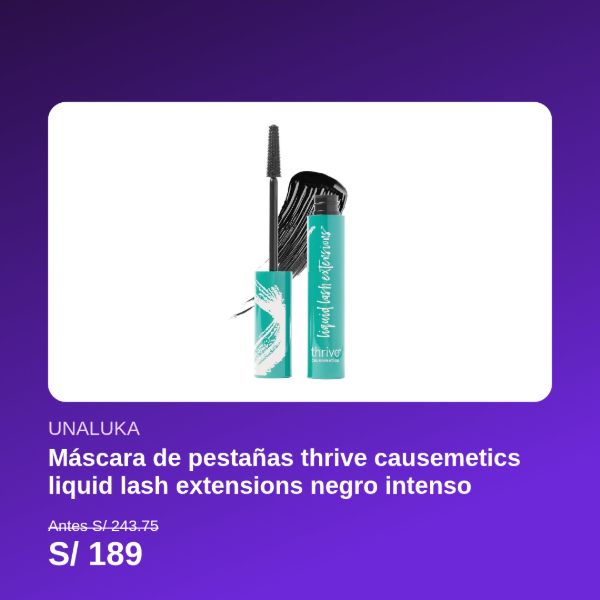 liquid lash extensions
thrive
causemetics
UNALUKA
Máscara de pestañas thrive causemetics
liquid lash extensions negro intenso
Antes S/ 243.75
S/ 189